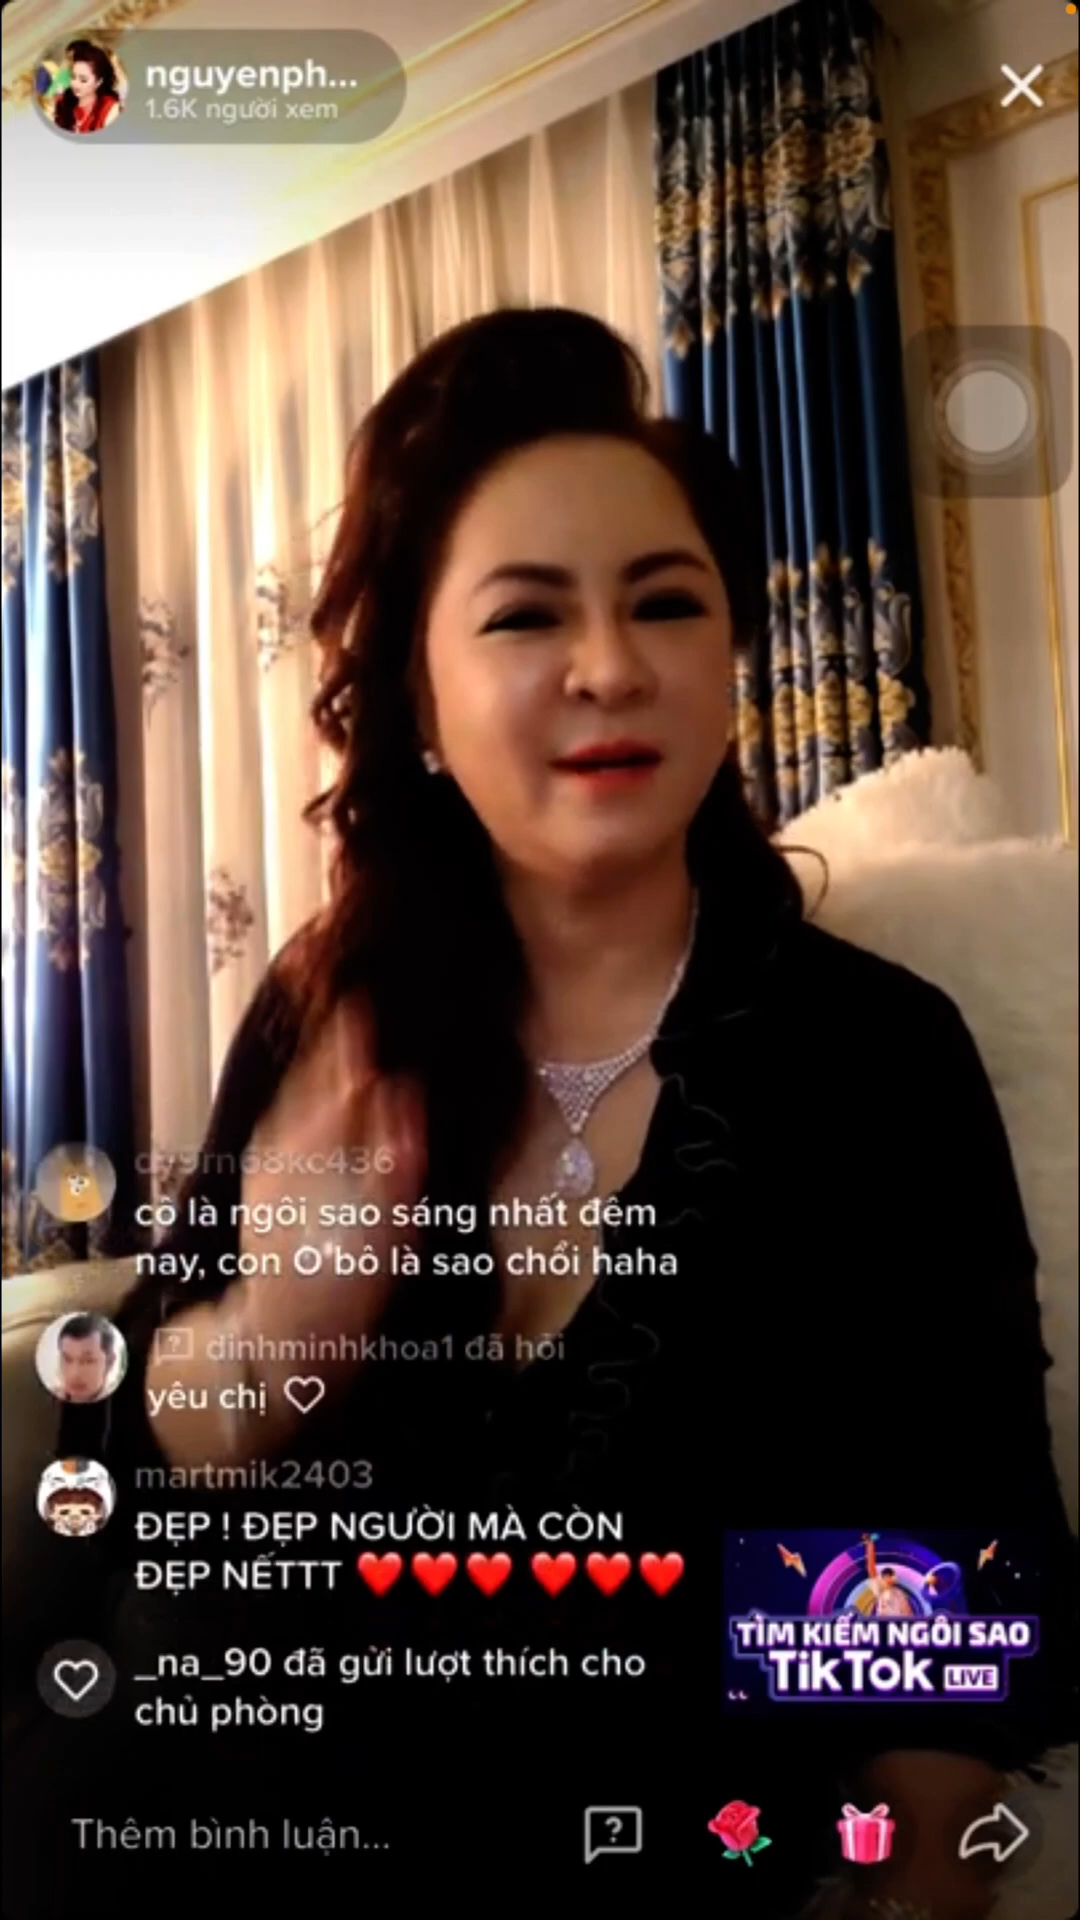 nguyenph...
1.6K người xem
cô là ngôi sao sáng nhất đêm
nay, con O*bô là sao chổi haha
dinhminhkhoa1 đã hỏi
yêu chị
martmik2403
ĐẸP ! ĐẸP NGƯỜI MÀ CÒN
ĐẸP NẾTTT ❤️❤️❤️ ❤️❤️❤️
_na_90 đã gửi lượt thích cho
chủ phòng
TÌM KIẾM NGÔI SAO
TikTok LIVE
Thêm bình luận...